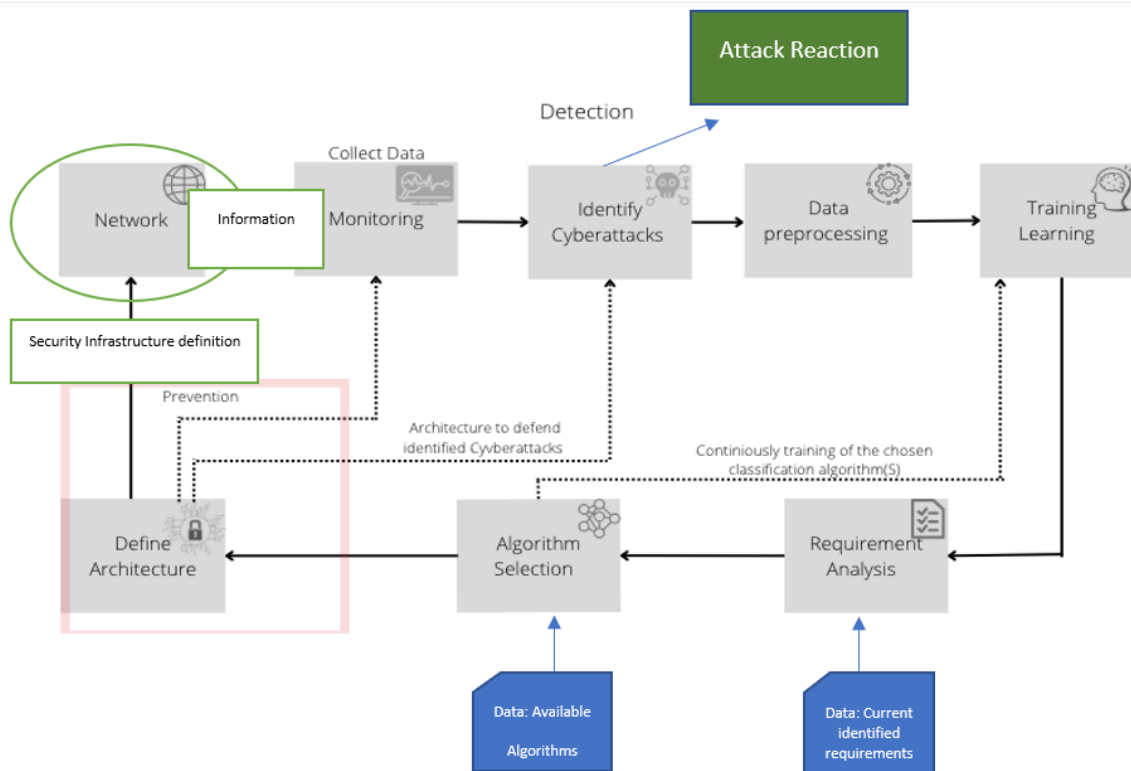 Attack Reaction
Detection
Collect Data
Network
Information
Monitoring
Identify
Cyberattacks
Data
preprocessing
Training
Learning
Security Infrastructure definition
Prevention
Architecture to defend
identified Cyvberattacks
Continiously training of the chosen
classification algorithm(S)
Define
Architecture
Algorithm
Selection
Requirement
Analysis
Data: Available
Algorithms
Data: Current
identified
requirements